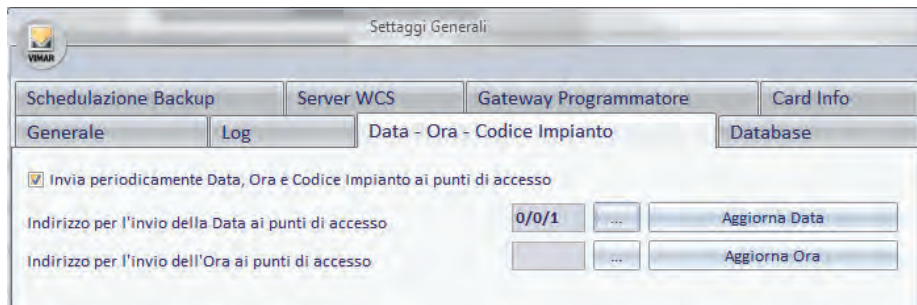 Settaggi Generali
VIMAR
Schedulazione Backup Server WCS Gateway Programmatore Card Info
Generale Log Data - Ora - Codice Impianto Database
Invia periodicamente Data, Ora e Codice Impianto ai punti di accesso
Indirizzo per l'invio della Data ai punti di accesso 0/0/1 ... Aggiorna Data
Indirizzo per l'invio dell'Ora ai punti di accesso ... Aggiorna Ora